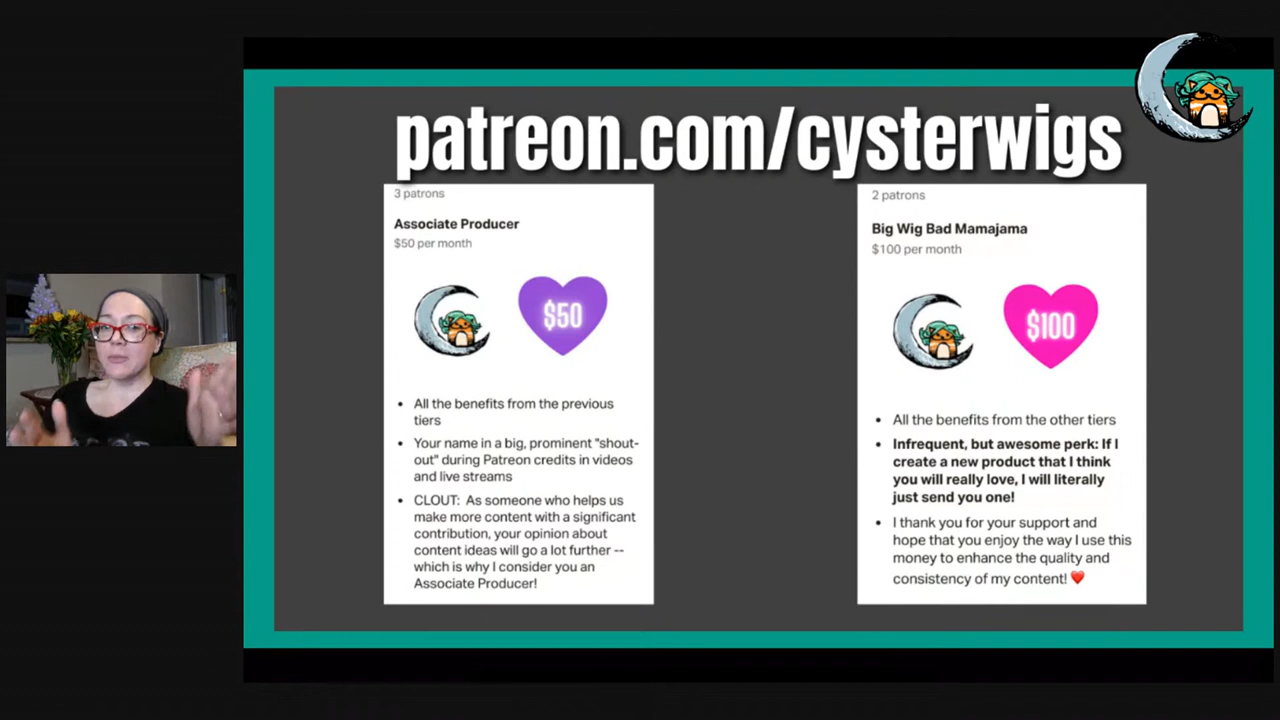 patreon.com/cysterwigs
3 patrons
Associate Producer
$50 per month
$50
All the benefits from the previous
tiers
Your name in a big, prominent "shout-
out" during Patreon credits in videos
and live streams
CLOUT: As someone who helps us
make more content with a significant
contribution, your opinion about
content ideas will go a lot further --
which is why I consider you an
Associate Producer!
2 patrons
Big Wig Bad Mamajama
$100 per month
$100
All the benefits from the other tiers
Infrequent, but awesome perk: If I
create a new product that I think
you will really love, I will literally
just send you one!
I thank you for your support and
hope that you enjoy the way I use this
money to enhance the quality and
consistency of my content! ❤️